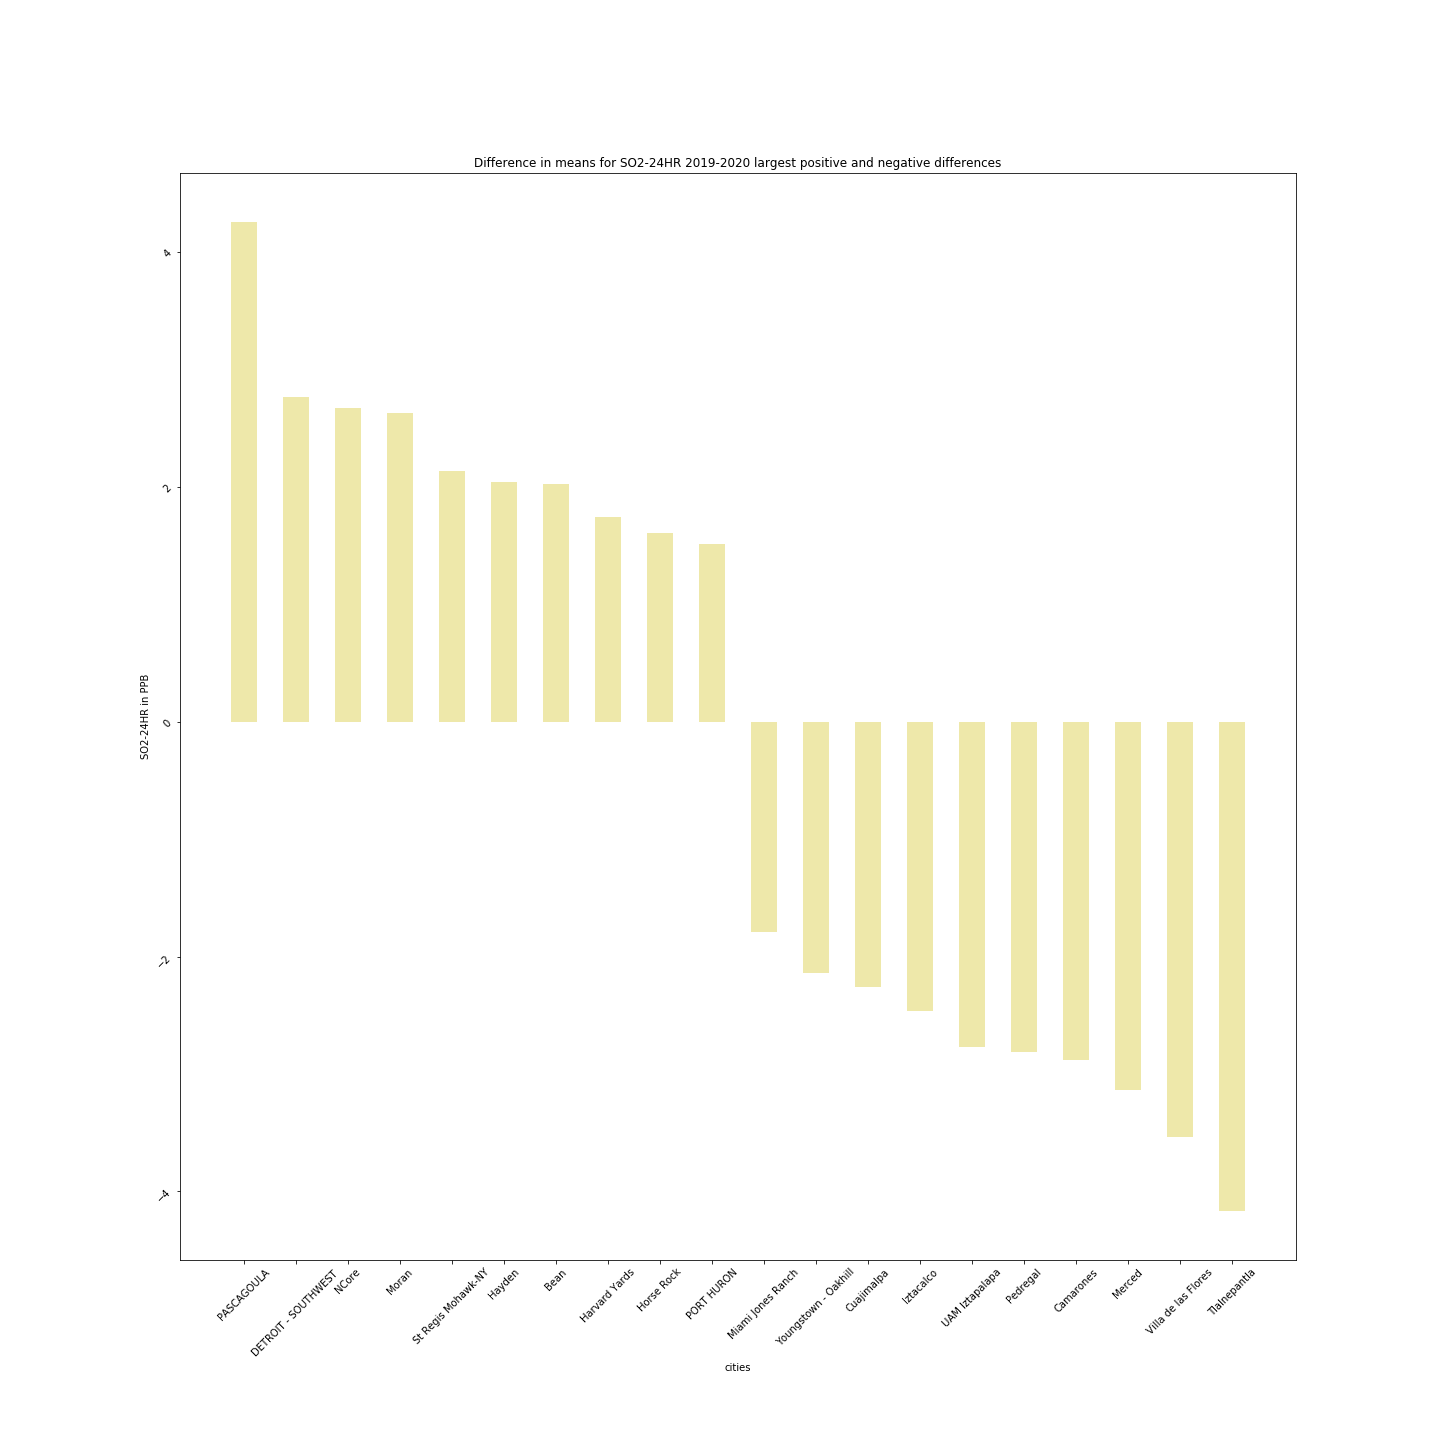 Difference in means for SO2-24HR 2019-2020 largest positive and negative differences
SO2-24HR in PPB
4
2
0
−2
−4
PASCAGOULA
DETROIT - SOUTHWEST
NCore
Moran
St Regis Mohawk-NY
Hayden
Bean
Harvard Yards
Horse Rock
PORT HURON
Miami Jones Ranch
Youngstown - Oakhill
Cuajimalpa
Iztacalco
UAM Iztapalapa
Pedregal
Camarones
Merced
Villa de las Flores
Tlalnepantla
cities